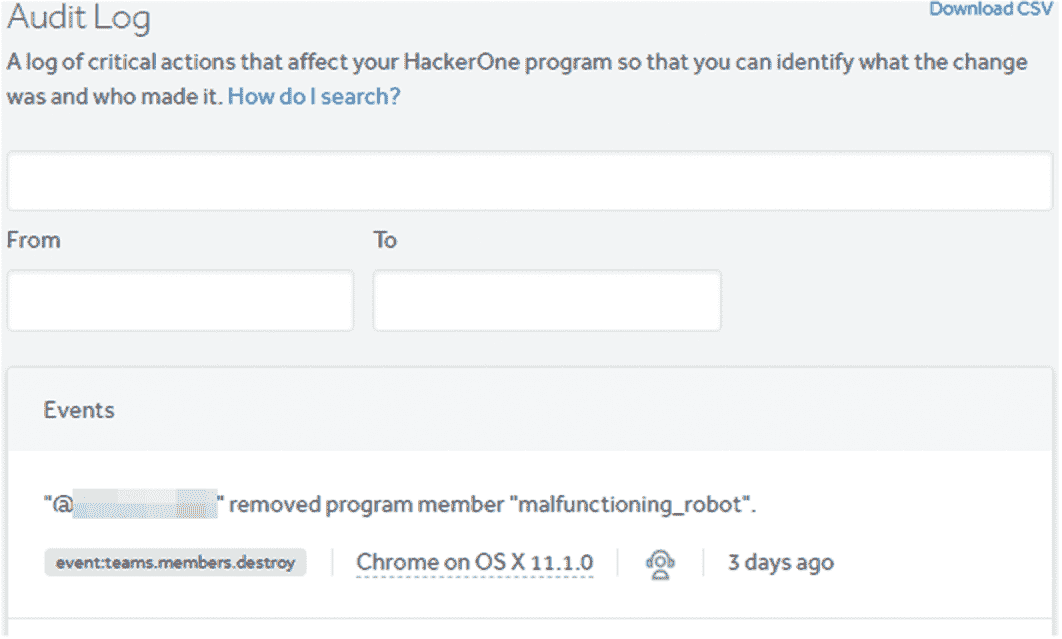 Audit Log
Download CSV
A log of critical actions that affect your HackerOne program so that you can identify what the change
was and who made it. How do I search?
From
To
Events
"@" removed program member "malfunctioning_robot".
event:teams.members.destroy
Chrome on OS X 11.1.0
3 days ago